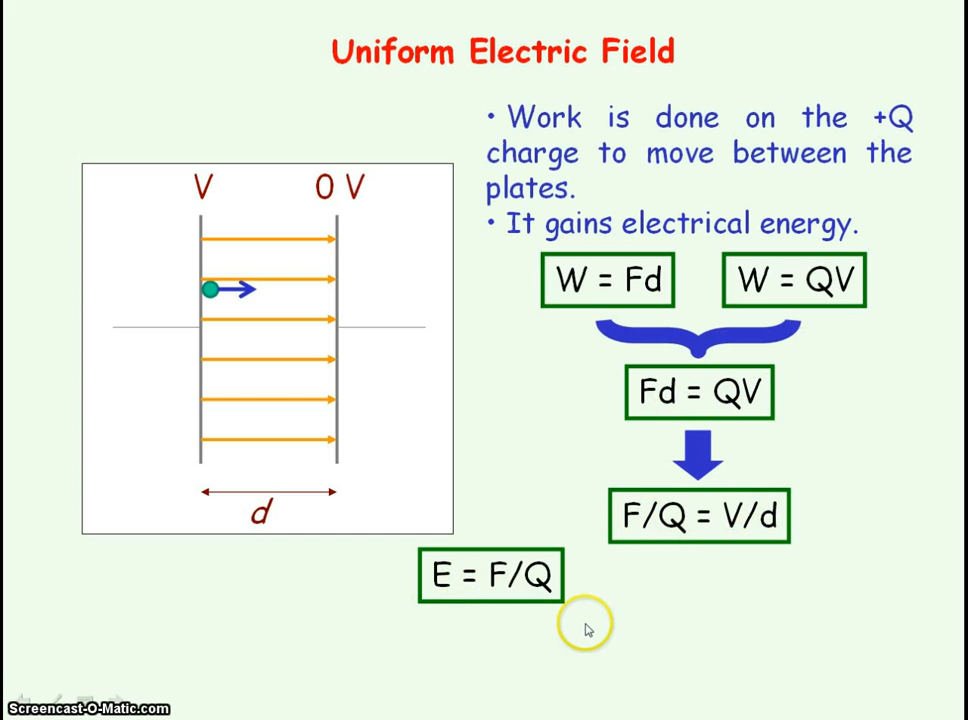 Uniform Electric Field
• Work is done on the +Q
charge to move between the
plates.
• It gains electrical energy.
V
0 V
d
W = Fd
W = QV
Fd = QV
F/Q = V/d
E = F/Q
Screencast-O-Matic.com